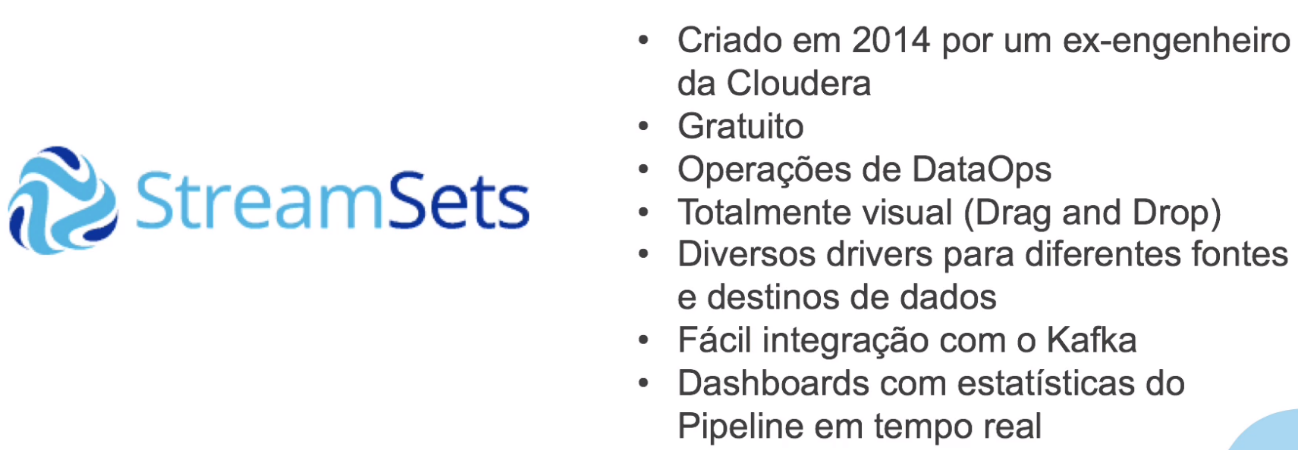 StreamSets
• Criado em 2014 por um ex-engenheiro
da Cloudera
• Gratuito
• Operações de DataOps
• Totalmente visual (Drag and Drop)
• Diversos drivers para diferentes fontes
e destinos de dados
• Fácil integração com o Kafka
• Dashboards com estatísticas do
Pipeline em tempo real